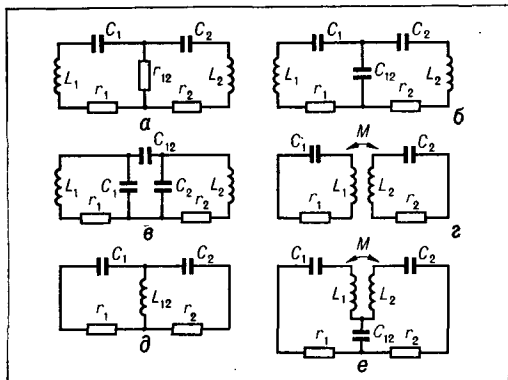 C₁ C₂ C₁ C₂
L₁ r₁₂ L₂ L₁ C₁₂ L₂
r₁ r₂ r₁ r₂
а б
C₁₂ M
C₁ C₂
L₁ C₁ C₂ L₂ L₁ L₂
r₁ r₂ r₁ r₂
в г
C₁ C₂ C₁ M C₂
L₁₂ L₁ L₂
C₁₂
r₁ r₂ r₁ r₂
д е